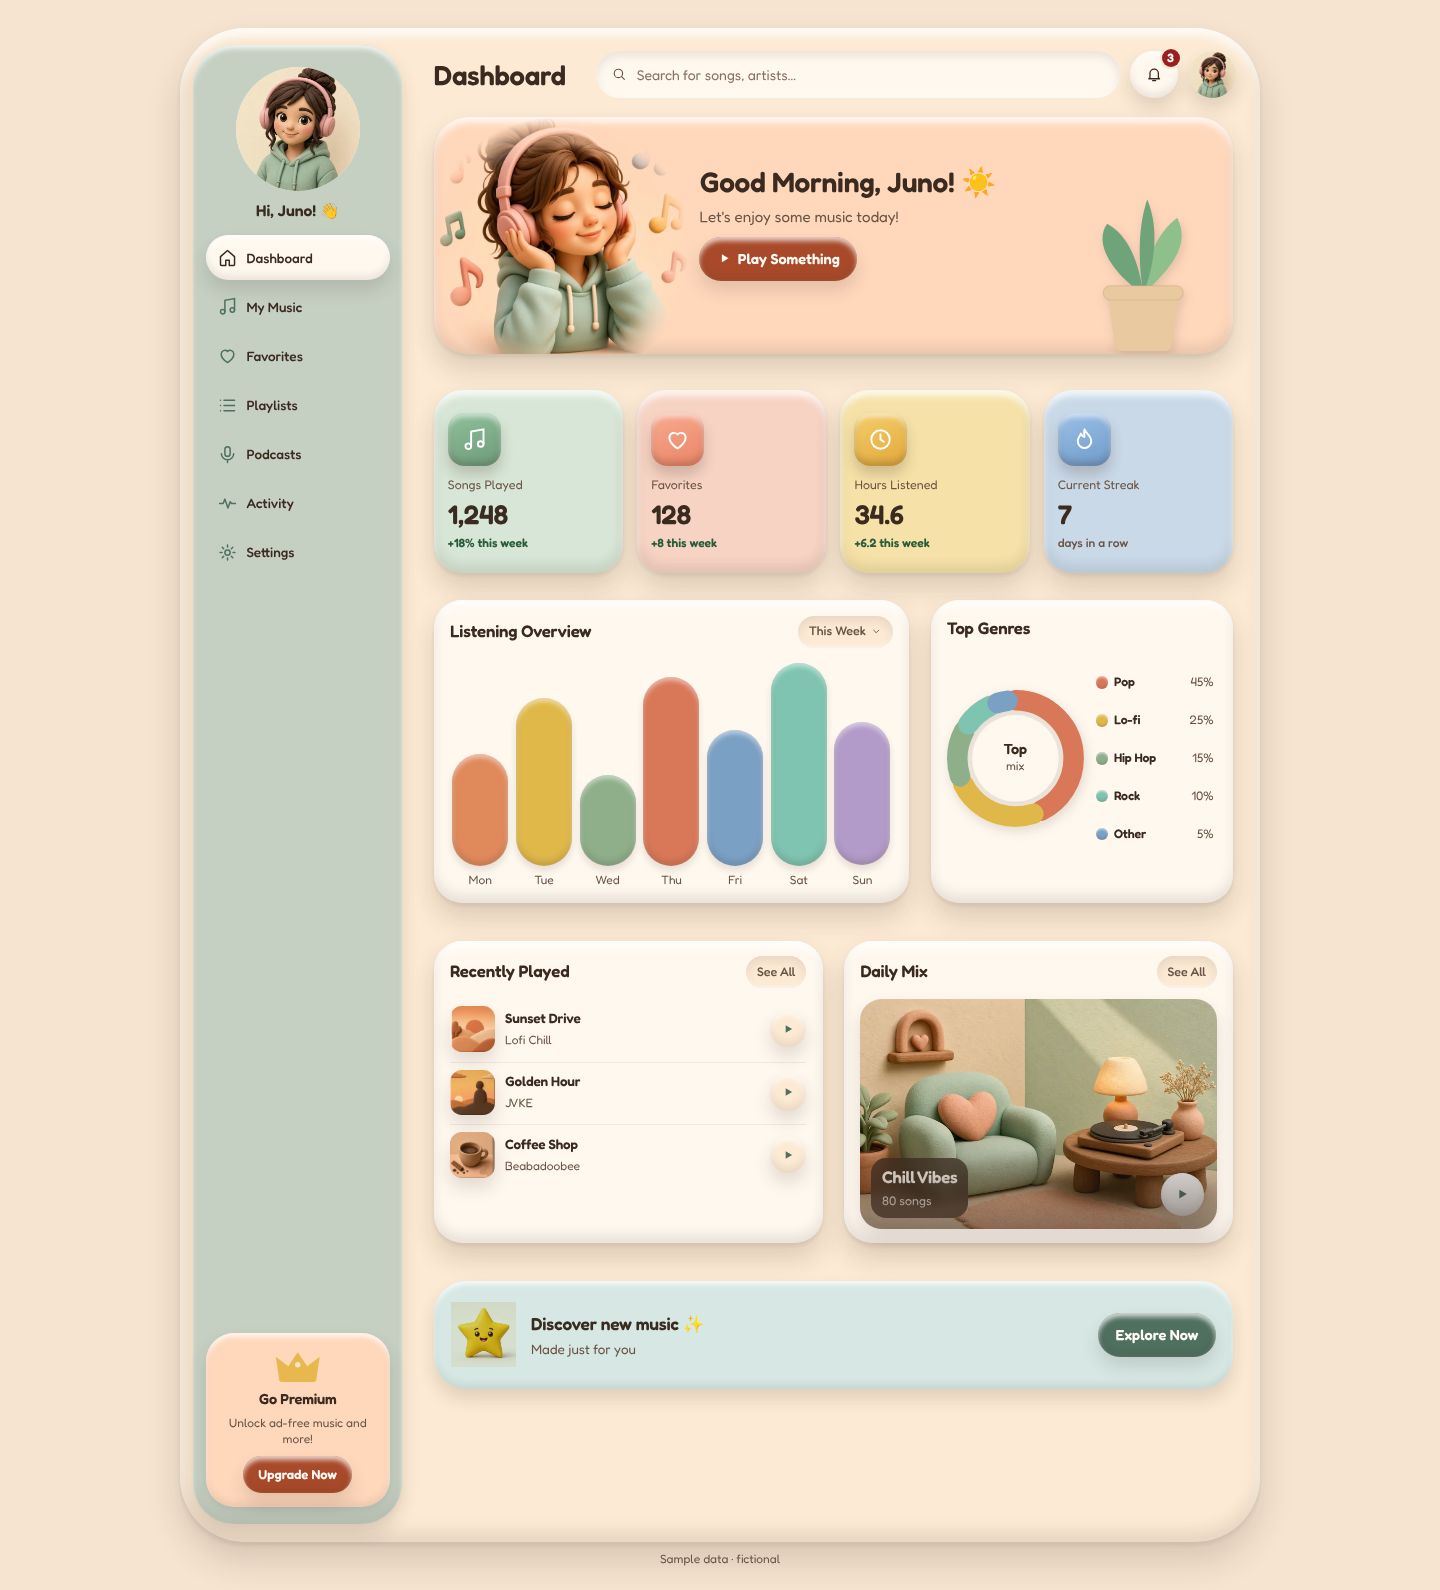 Hi, Juno! 👋
Dashboard
My Music
Favorites
Playlists
Podcasts
Activity
Settings
Go Premium
Unlock ad-free music and
more!
Upgrade Now
Dashboard
Search for songs, artists...
3
Good Morning, Juno! ☀️
Let's enjoy some music today!
Play Something
Songs Played
1,248
+18% this week
Favorites
128
+8 this week
Hours Listened
34.6
+6.2 this week
Current Streak
7
days in a row
Listening Overview
This Week
Mon
Tue
Wed
Thu
Fri
Sat
Sun
Top Genres
Top
mix
Pop
45%
Lo-fi
25%
Hip Hop
15%
Rock
10%
Other
5%
Recently Played
See All
Sunset Drive
Lofi Chill
Golden Hour
JVKE
Coffee Shop
Beabadoobee
Daily Mix
See All
Chill Vibes
80 songs
Discover new music ✨
Made just for you
Explore Now
Sample data · fictional